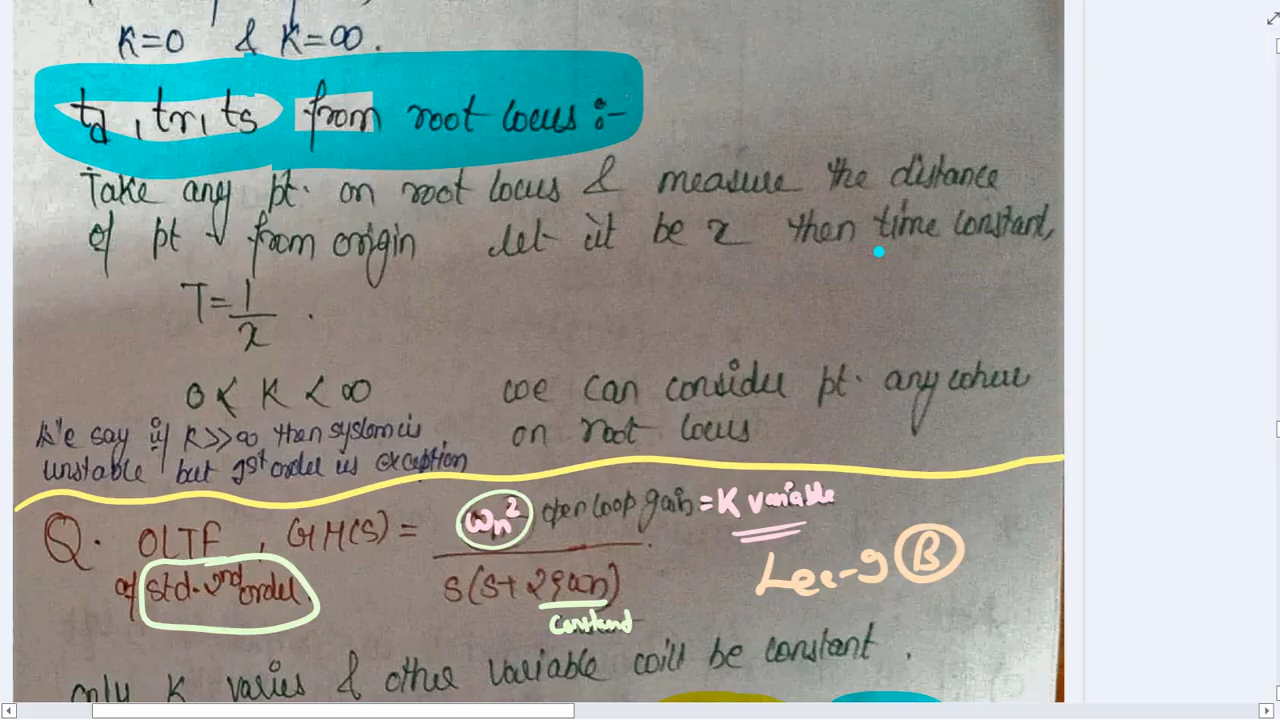 K=0 & K=∞.
td, tr, ts from root locus :-
Take any pt. on root locus & measure the distance
of pt ↓ from origin let it be x then time constant,
T = 1/x .
0 < K < ∞ we can consider pt. anywhere
on root locus
We say if K>>∞ then system is
unstable but 1st order is exception
Q. OLTF , GH(s) = ωn² / s(s+2ξωn)
open loop gain = K variable
of std. 2nd order
constand
Lec-9 B
only K varies & other variable will be constant .